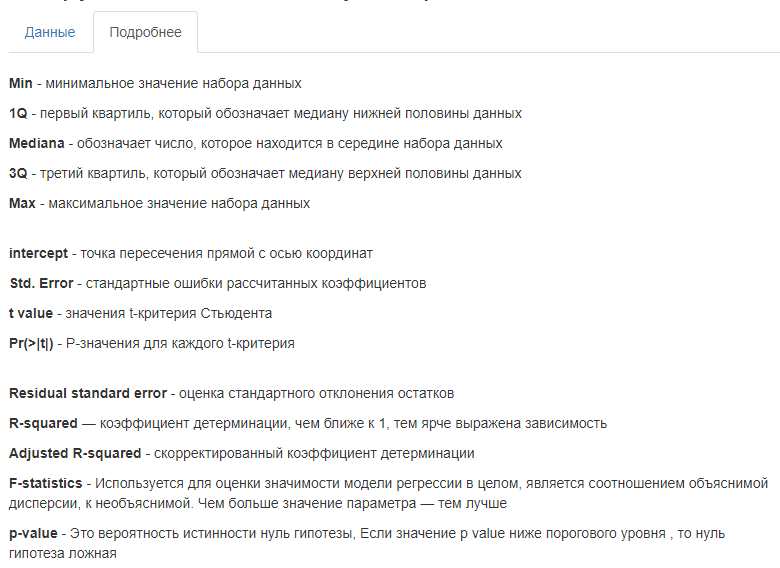 Данные
Подробнее
Min - минимальное значение набора данных
1Q - первый квартиль, который обозначает медиану нижней половины данных
Mediana - обозначает число, которое находится в середине набора данных
3Q - третий квартиль, который обозначает медиану верхней половины данных
Max - максимальное значение набора данных
intercept - точка пересечения прямой с осью координат
Std. Error - стандартные ошибки рассчитанных коэффициентов
t value - значения t-критерия Стьюдента
Pr(>|t|) - P-значения для каждого t-критерия
Residual standard error - оценка стандартного отклонения остатков
R-squared — коэффициент детерминации, чем ближе к 1, тем ярче выражена зависимость
Adjusted R-squared - скорректированный коэффициент детерминации
F-statistics - Используется для оценки значимости модели регрессии в целом, является соотношением объяснимой
дисперсии, к необъяснимой. Чем больше значение параметра — тем лучше
p-value - Это вероятность истинности нуль гипотезы, Если значение p value ниже порогового уровня , то нуль
гипотеза ложная